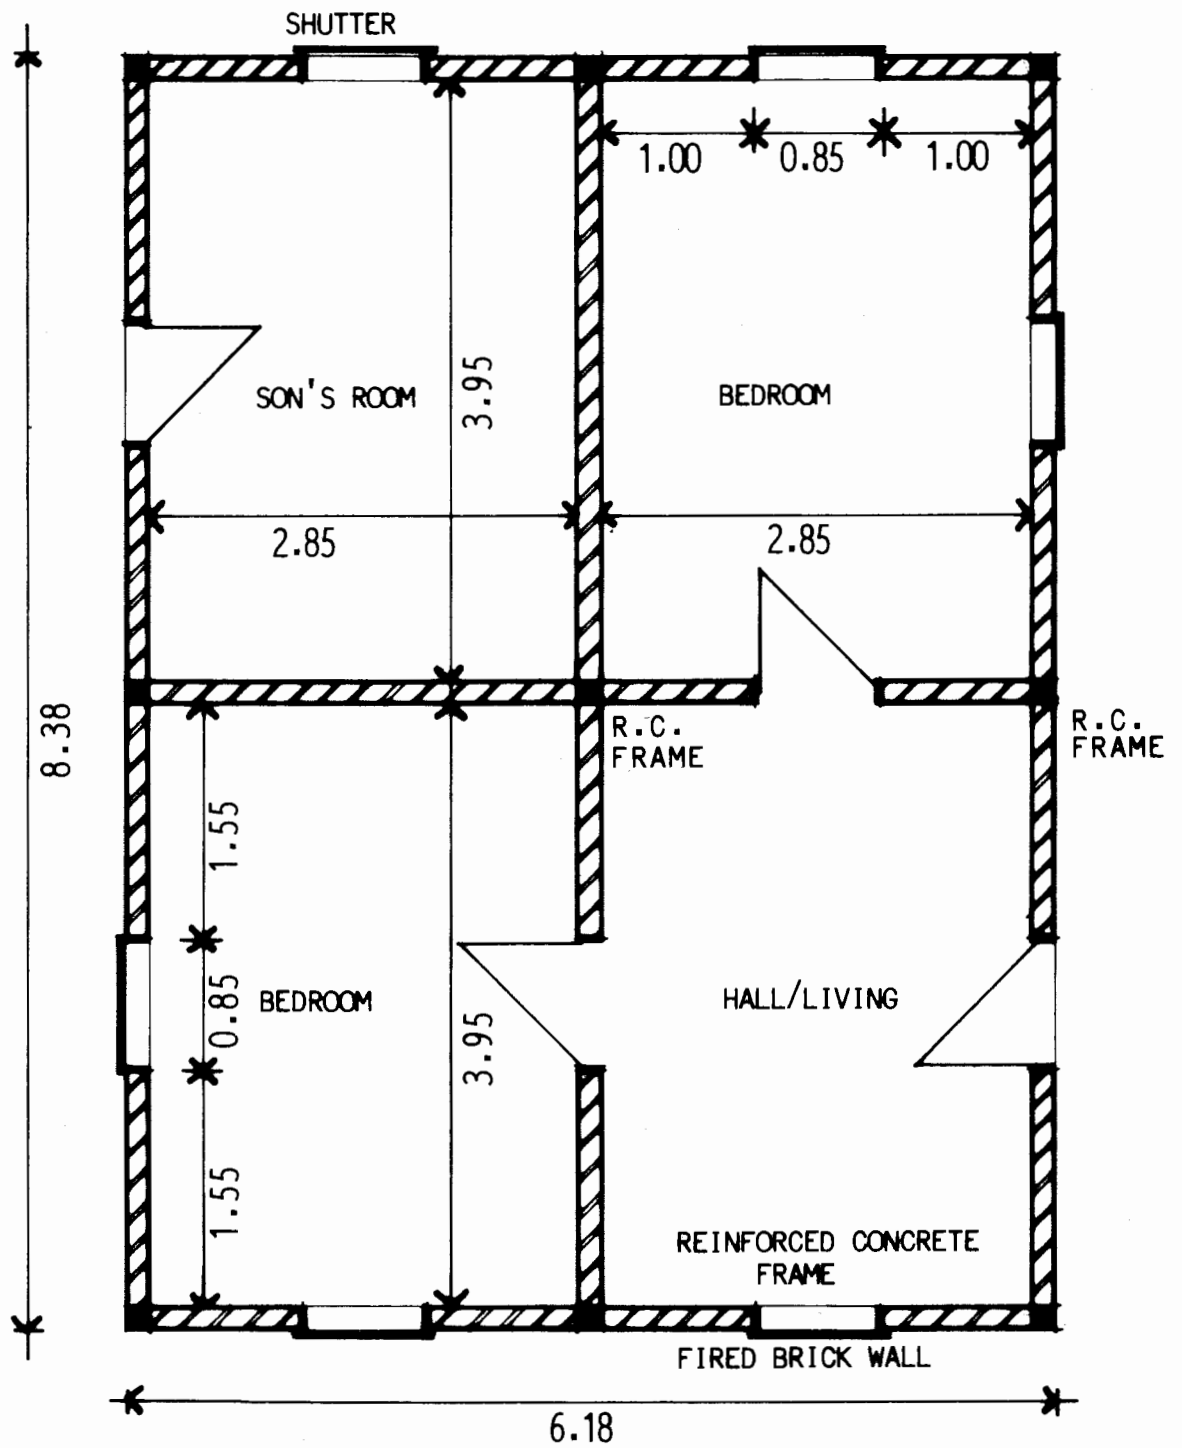 SHUTTER
1.00 0.85 1.00
SON'S ROOM
3.95
BEDROOM
2.85
2.85
8.38
R.C.
FRAME
R.C.
FRAME
1.55
0.85
BEDROOM
3.95
HALL/LIVING
1.55
REINFORCED CONCRETE
FRAME
FIRED BRICK WALL
6.18